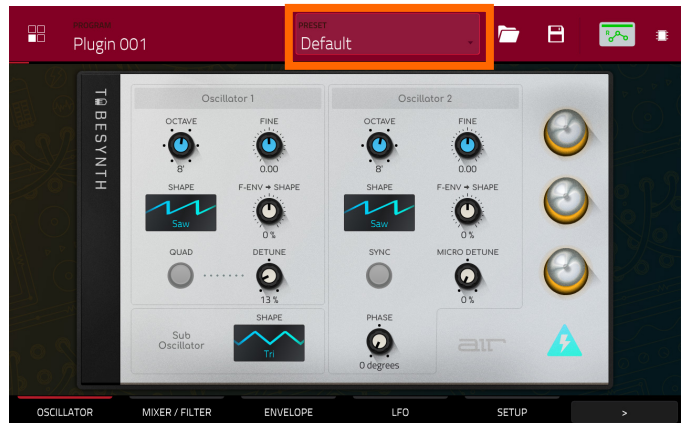 PROGRAM
Plugin 001
PRESET
Default
TUBESYNTH
Oscillator 1
Oscillator 2
OCTAVE
FINE
OCTAVE
FINE
8'
0.00
8'
0.00
SHAPE
F-ENV → SHAPE
SHAPE
F-ENV → SHAPE
Saw
0 %
Saw
0 %
QUAD
DETUNE
SYNC
MICRO DETUNE
13 %
0 %
Sub
Oscillator
SHAPE
Tri
PHASE
0 degrees
air
OSCILLATOR
MIXER / FILTER
ENVELOPE
LFO
SETUP
>